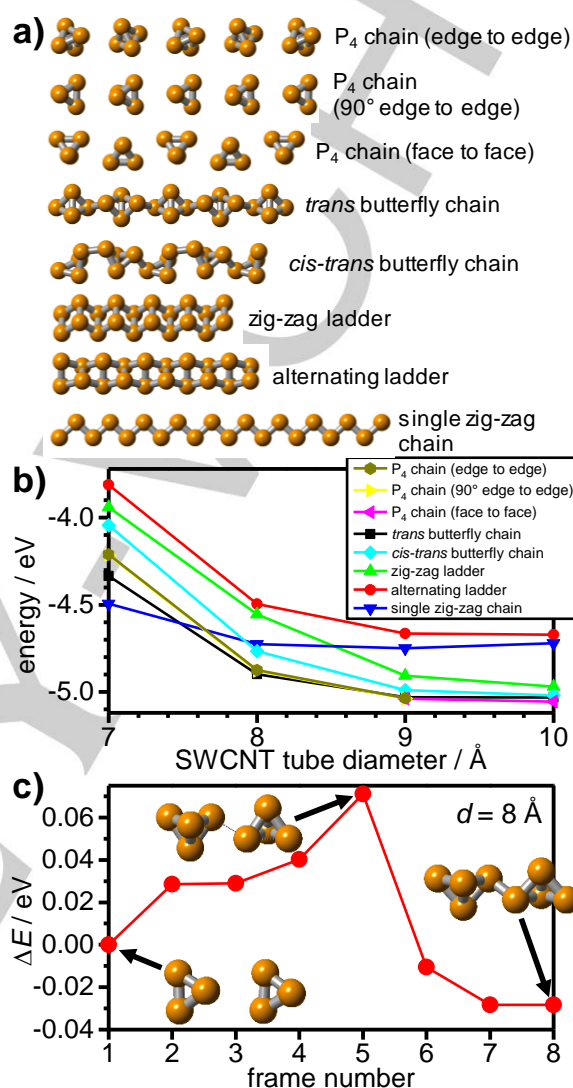 a)
P₄ chain (edge to edge)
P₄ chain
(90° edge to edge)
P₄ chain (face to face)
trans butterfly chain
cis-trans butterfly chain
zig-zag ladder
alternating ladder
single zig-zag
chain
b)
P₄ chain (edge to edge)
P₄ chain (90° edge to edge)
P₄ chain (face to face)
trans butterfly chain
cis-trans butterfly chain
zig-zag ladder
alternating ladder
single zig-zag chain
-4.0
-4.5
-5.0
energy / eV
7 8 9 10
SWCNT tube diameter / Å
c)
d = 8 Å
0.06
0.04
0.02
0.00
-0.02
-0.04
ΔE / eV
1 2 3 4 5 6 7 8
frame number